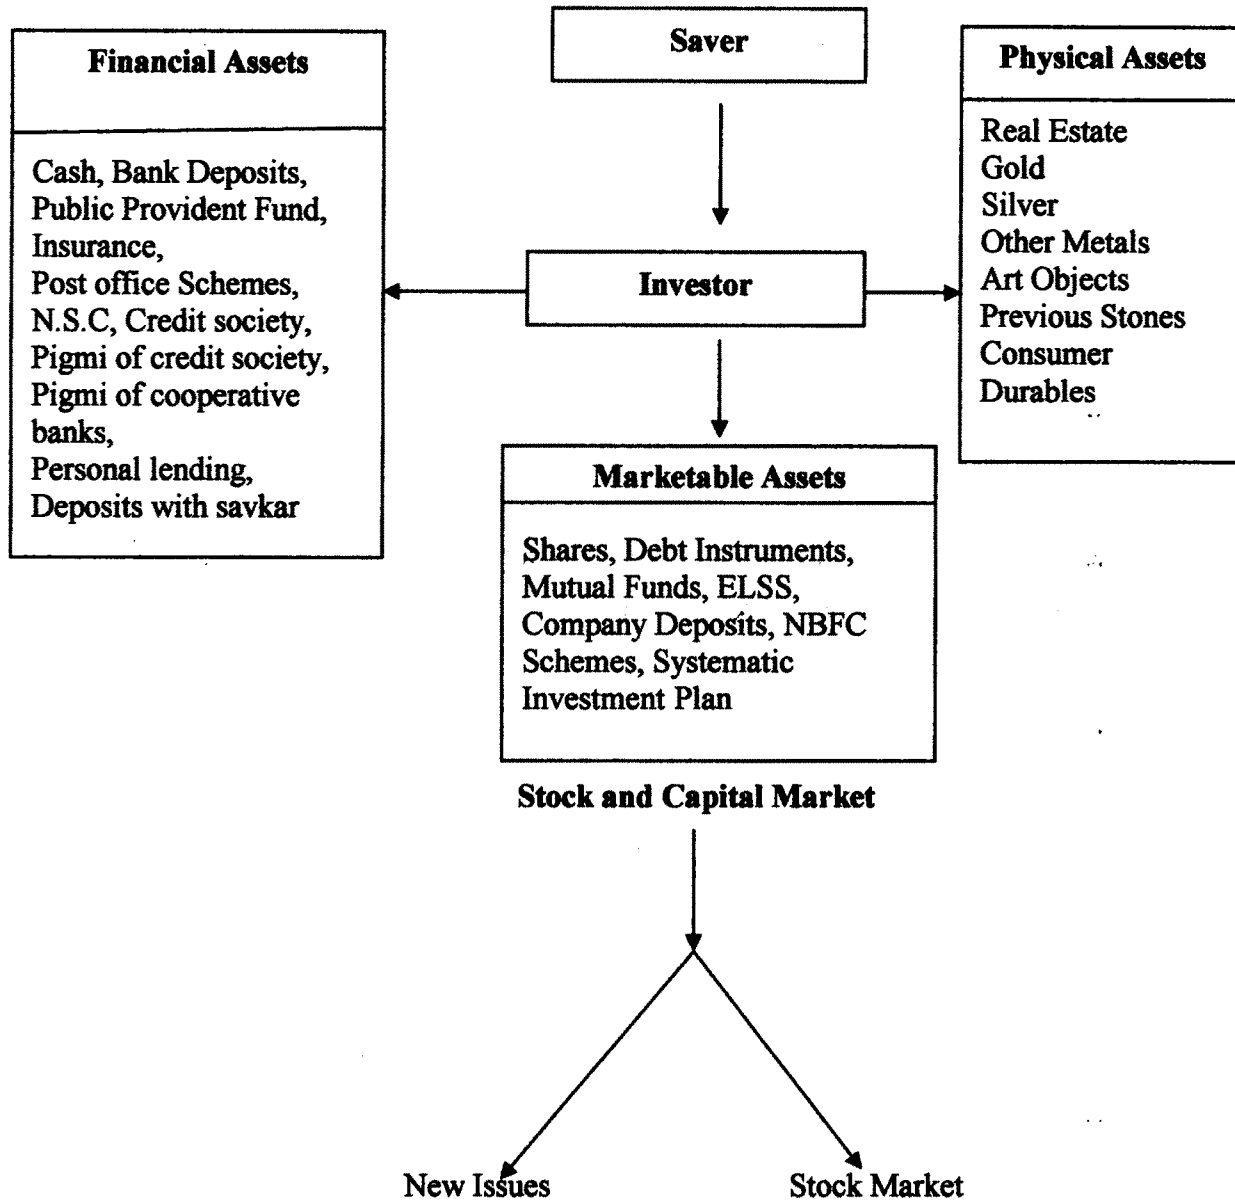 Saver
Financial Assets
Cash, Bank Deposits,
Public Provident Fund,
Insurance,
Post office Schemes,
N.S.C, Credit society,
Pigmi of credit society,
Pigmi of cooperative
banks,
Personal lending,
Deposits with savkar
Investor
Physical Assets
Real Estate
Gold
Silver
Other Metals
Art Objects
Previous Stones
Consumer
Durables
Marketable Assets
Shares, Debt Instruments,
Mutual Funds, ELSS,
Company Deposits, NBFC
Schemes, Systematic
Investment Plan
Stock and Capital Market
New Issues
Stock Market